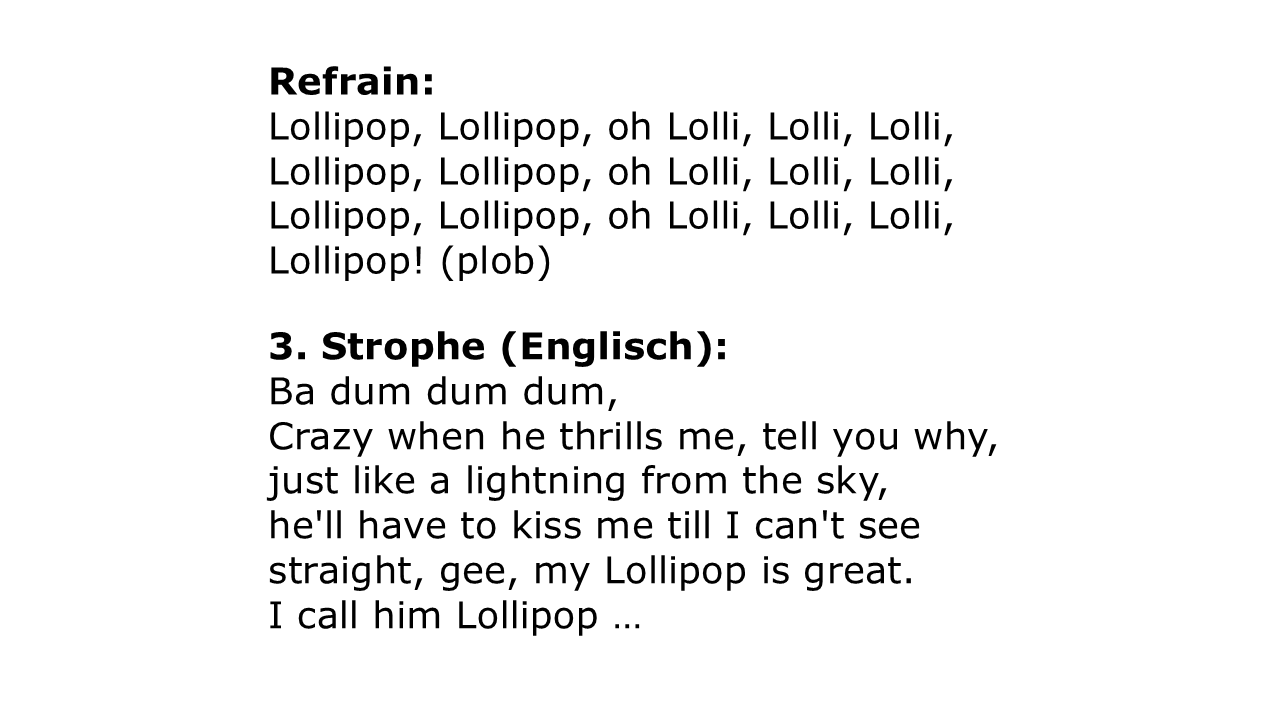 Refrain:
Lollipop, Lollipop, oh Lolli, Lolli, Lolli,
Lollipop, Lollipop, oh Lolli, Lolli, Lolli,
Lollipop, Lollipop, oh Lolli, Lolli, Lolli,
Lollipop! (plob)
3. Strophe (Englisch):
Ba dum dum dum,
Crazy when he thrills me, tell you why,
just like a lightning from the sky,
he'll have to kiss me till I can't see
straight, gee, my Lollipop is great.
I call him Lollipop …